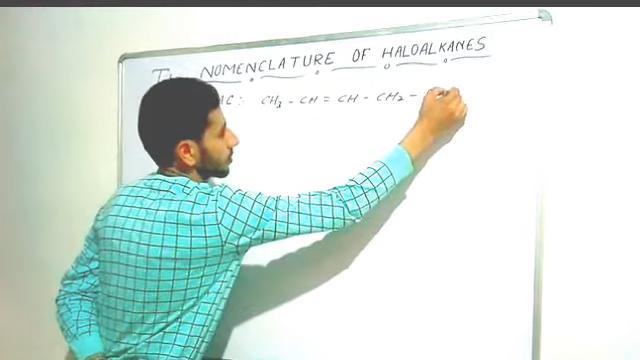 NOMENCLATURE OF HALOALKANES
CH₃ - CH = CH - CH₂ -